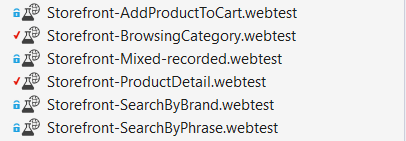 Storefront-AddProductToCart.webtest
Storefront-BrowsingCategory.webtest
Storefront-Mixed-recorded.webtest
Storefront-ProductDetail.webtest
Storefront-SearchByBrand.webtest
Storefront-SearchByPhrase.webtest